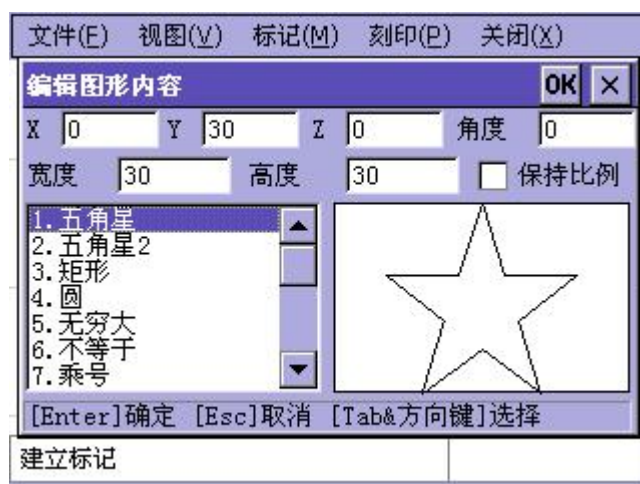 文件(F) 视图(V) 标记(M) 刻印(P) 关闭(X)
编辑图形内容 OK ×
X 0 Y 30 Z 0 角度 0
宽度 30 高度 30 保持比例
1.五角星
2.五角星2
3.矩形
4.圆
5.无穷大
6.不等于
7.乘号
[Enter]确定 [Esc]取消 [Tab&方向键]选择
建立标记